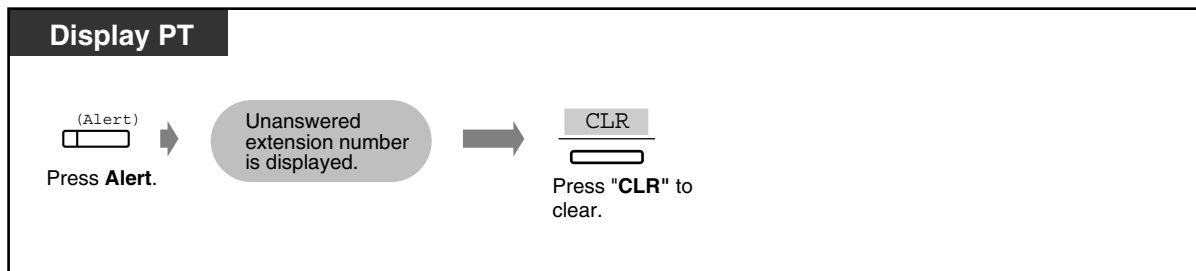 Display PT
(Alert)
Press Alert.
Unanswered
extension number
is displayed.
CLR
Press "CLR" to
clear.